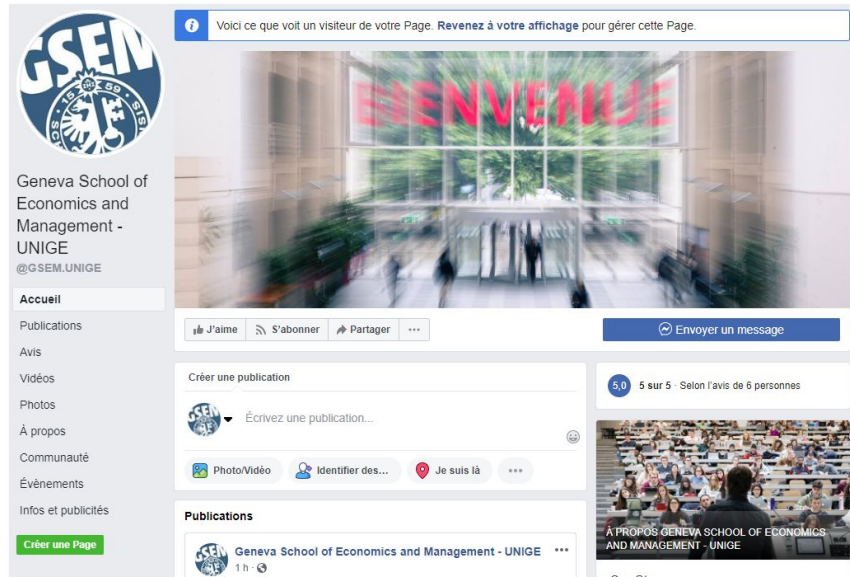 GSEM
1559
Geneva School of
Economics and
Management -
UNIGE
@GSEM.UNIGE
Accueil
Publications
Avis
Vidéos
Photos
À propos
Communauté
Évènements
Infos et publicités
Créer une Page
Voici ce que voit un visiteur de votre Page. Revenez à votre affichage pour gérer cette Page.
BIENVENUE
J'aime
S'abonner
Partager
...
Envoyer un message
Créer une publication
Écrivez une publication...
Photo/Vidéo
Identifier des...
Je suis là
...
Publications
Geneva School of Economics and Management - UNIGE
...
1 h ·
5,0 5 sur 5 · Selon l'avis de 6 personnes
À PROPOS GENEVA SCHOOL OF ECONOMICS
AND MANAGEMENT - UNIGE